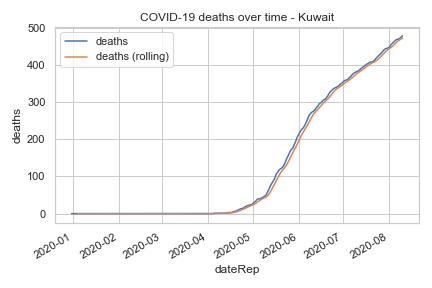 COVID-19 deaths over time - Kuwait
deaths
deaths (rolling)
500
400
300
200
100
0
deaths
2020-01
2020-02
2020-03
2020-04
2020-05
2020-06
2020-07
2020-08
dateRep